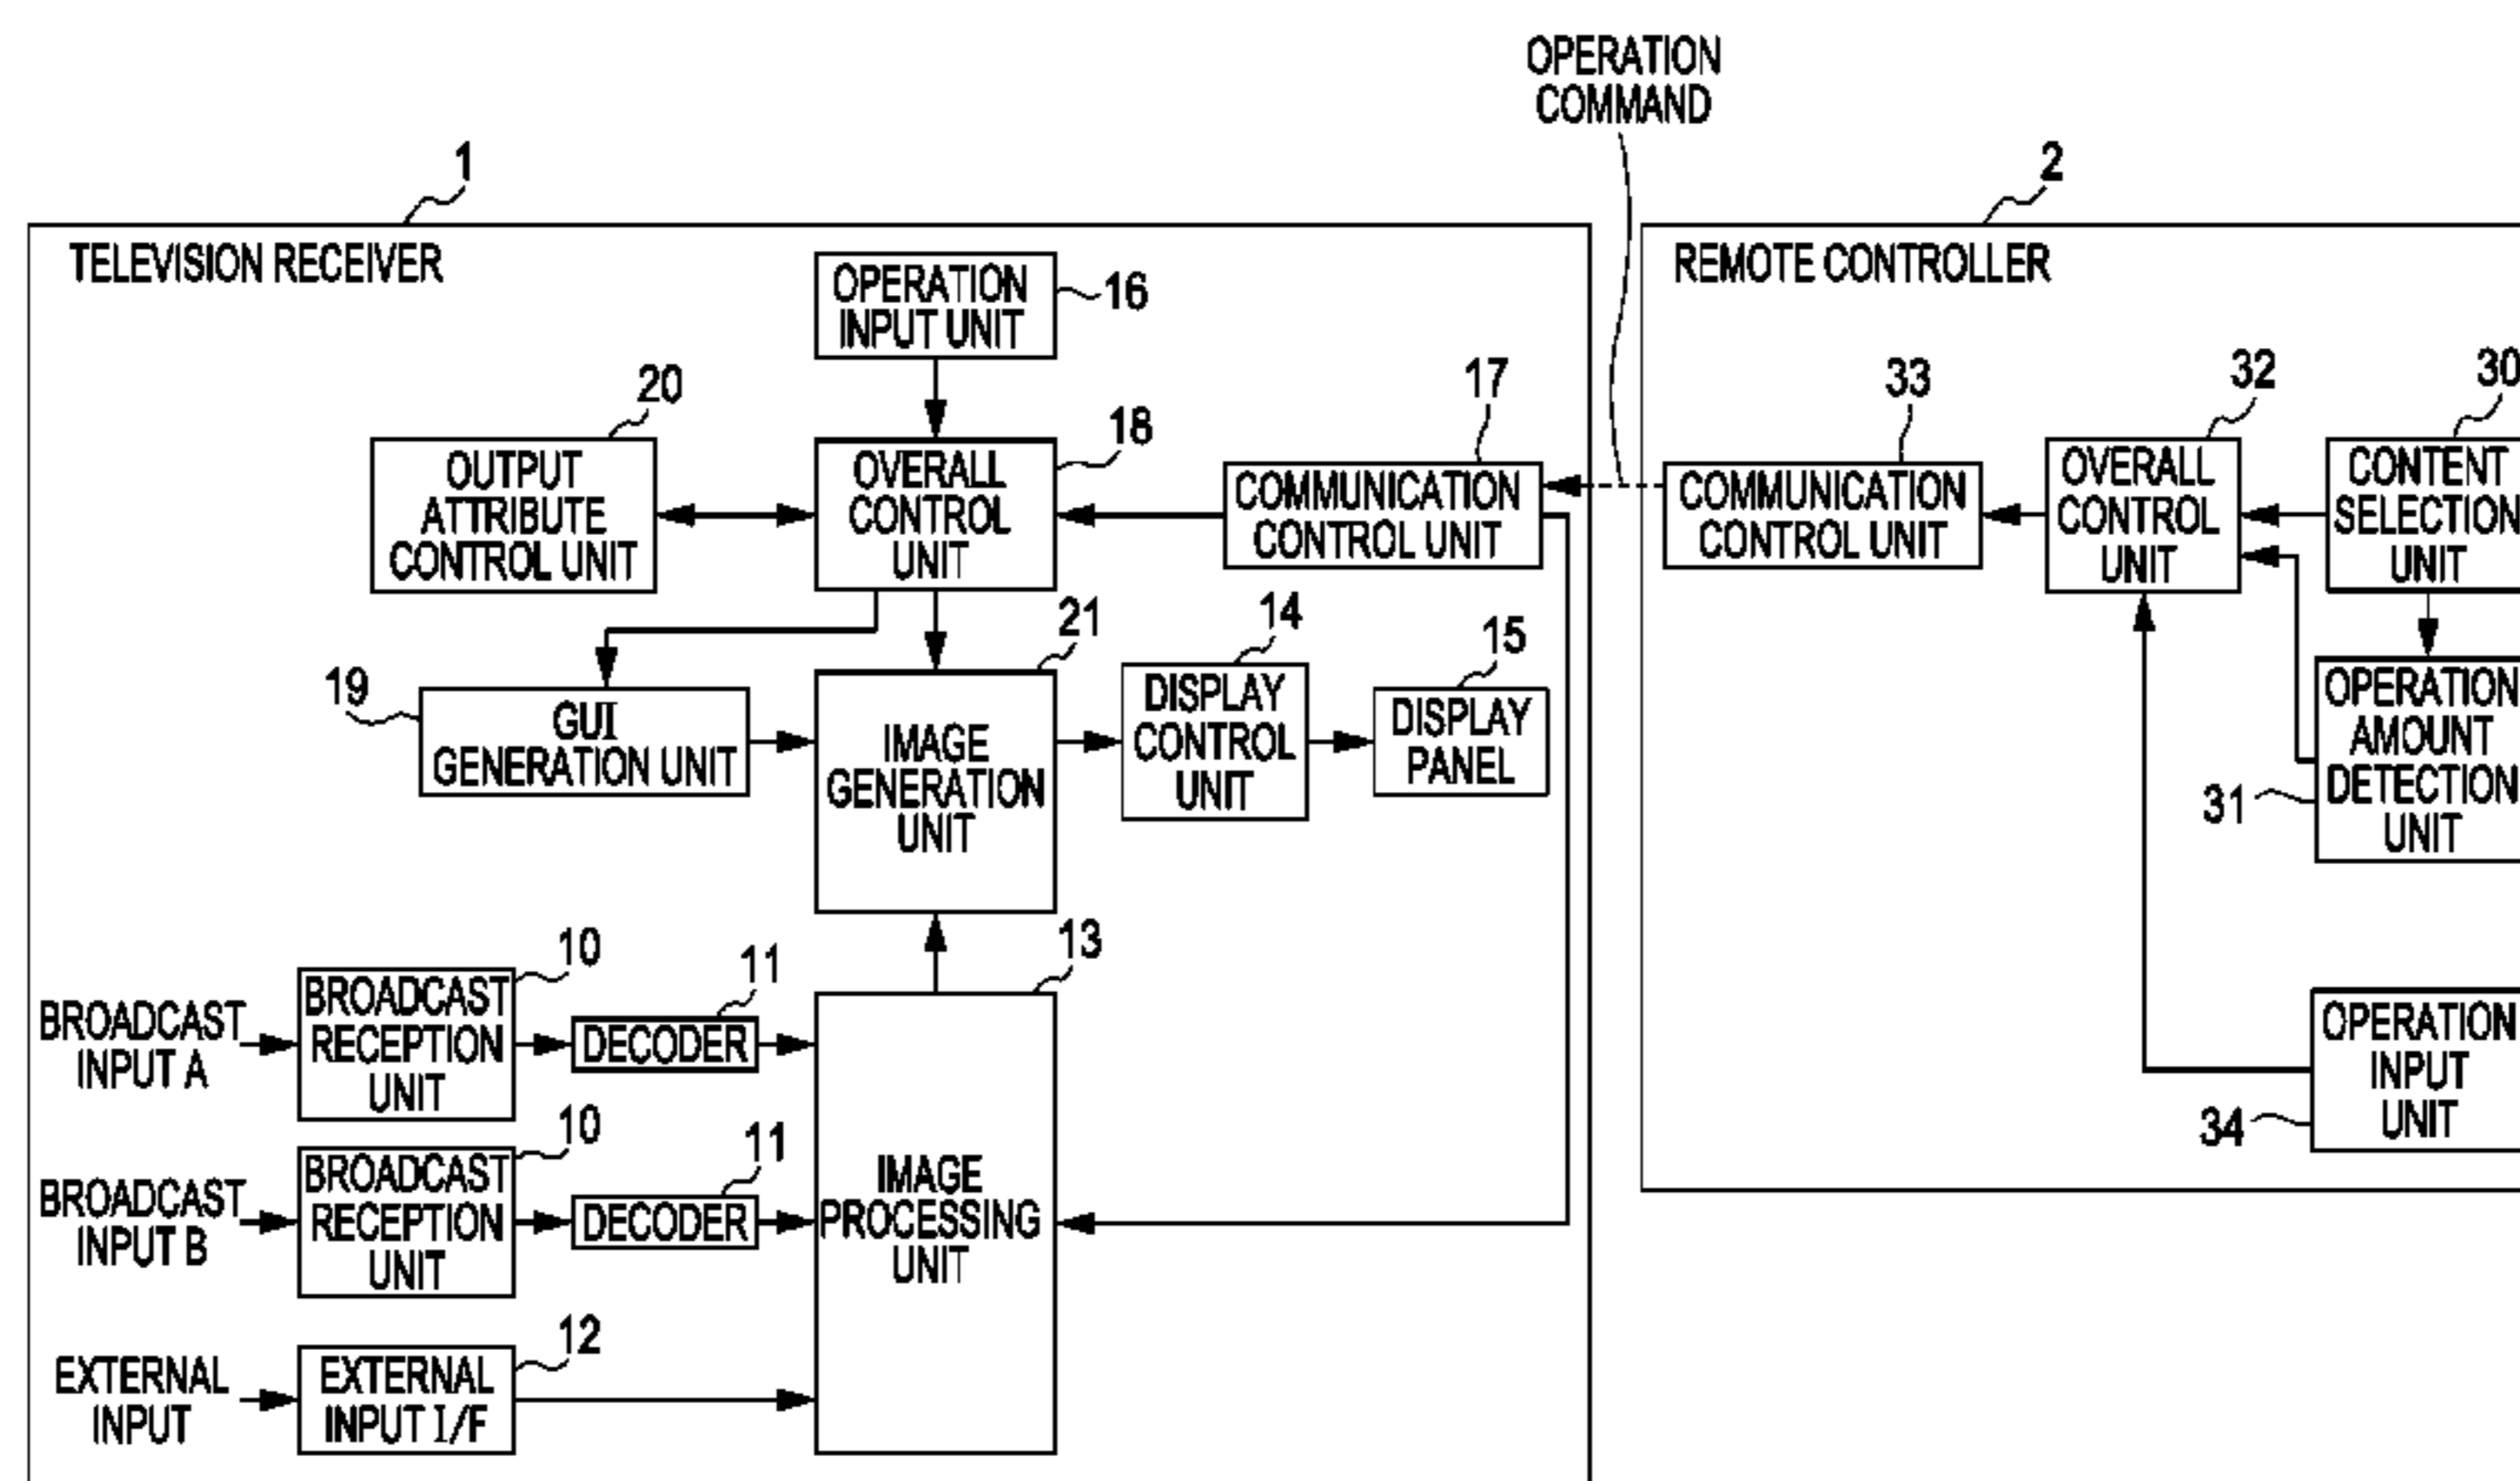 OPERATION
COMMAND
1
2
TELEVISION RECEIVER
REMOTE CONTROLLER
OPERATION
INPUT UNIT
16
20
OUTPUT
ATTRIBUTE
CONTROL UNIT
18
OVERALL
CONTROL
UNIT
17
COMMUNICATION
CONTROL UNIT
33
COMMUNICATION
CONTROL UNIT
32
OVERALL
CONTROL
UNIT
30
CONTENT
SELECTION
UNIT
19
GUI
GENERATION UNIT
21
IMAGE
GENERATION
UNIT
14
DISPLAY
CONTROL
UNIT
15
DISPLAY
PANEL
31
OPERATION
AMOUNT
DETECTION
UNIT
BROADCAST
INPUT A
10
BROADCAST
RECEPTION
UNIT
11
DECODER
13
IMAGE
PROCESSING
UNIT
34
OPERATION
INPUT
UNIT
BROADCAST
INPUT B
10
BROADCAST
RECEPTION
UNIT
11
DECODER
EXTERNAL
INPUT
12
EXTERNAL
INPUT I/F